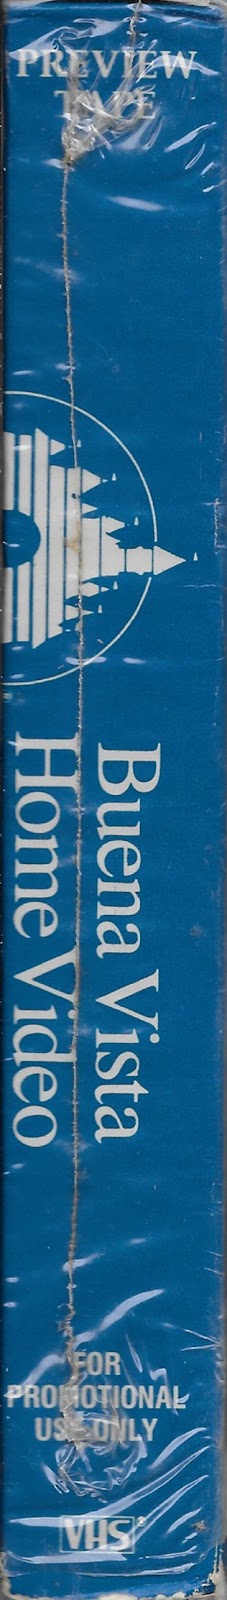 PREVIEW
TAPE
Buena Vista
Home Video
FOR
PROMOTIONAL
USE ONLY
VHS®